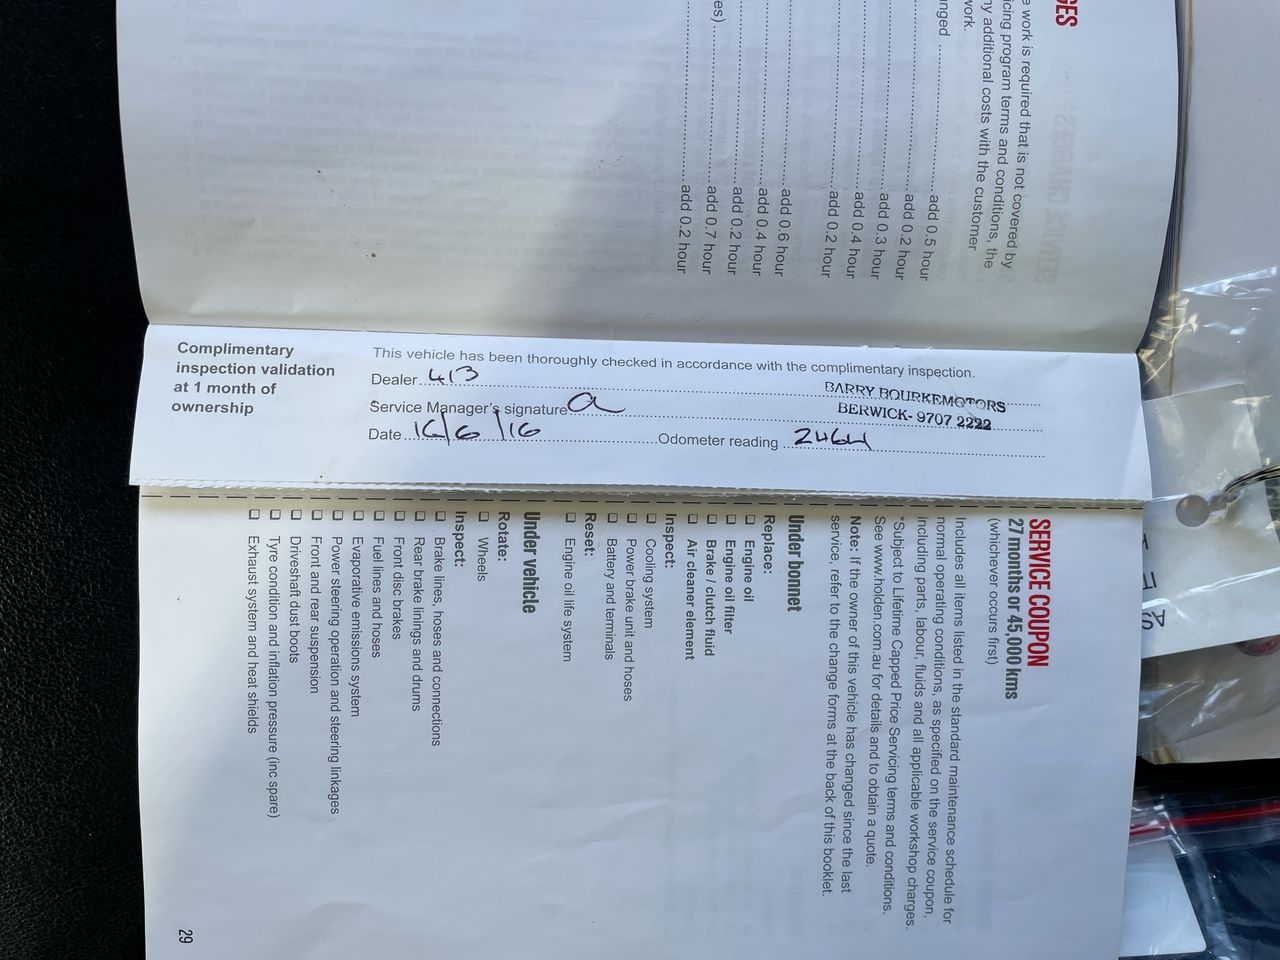 GES
e work is required that is not covered by
icing program terms and conditions, the
ny additional costs with the customer
work.
nged ........ add 0.5 hour
........ add 0.2 hour
........ add 0.3 hour
........ add 0.4 hour
........ add 0.2 hour
........ add 0.6 hour
........ add 0.4 hour
........ add 0.2 hour
es) ........ add 0.7 hour
........ add 0.2 hour
Complimentary
inspection validation
at 1 month of
ownership
This vehicle has been thoroughly checked in accordance with the complimentary inspection.
Dealer 413
BARRY BOURKE MOTORS
Service Manager's signature
BERWICK- 9707 2222
Date 16/6/16 Odometer reading 2464
SERVICE COUPON
27 months or 45,000 kms
(whichever occurs first)
Includes all items listed in the standard maintenance schedule for
normal operating conditions, as specified on the service coupon,
including parts, labour, fluids and all applicable workshop charges.
*Subject to Lifetime Capped Price Servicing terms and conditions.
See www.holden.com.au for details and to obtain a quote.
Note: If the owner of this vehicle has changed since the last
service, refer to the change forms at the back of this booklet.
Under bonnet
Replace:
❑ Engine oil
❑ Engine oil filter
❑ Brake / clutch fluid
❑ Air cleaner element
Inspect:
❑ Cooling system
❑ Power brake unit and hoses
❑ Battery and terminals
Reset:
❑ Engine oil life system
Under vehicle
Rotate:
❑ Wheels
Inspect:
❑ Brake lines, hoses and connections
❑ Rear brake linings and drums
❑ Front disc brakes
❑ Fuel lines and hoses
❑ Evaporative emissions system
❑ Power steering operation and steering linkages
❑ Front and rear suspension
❑ Driveshaft dust boots
❑ Tyre condition and inflation pressure (inc spare)
❑ Exhaust system and heat shields
29